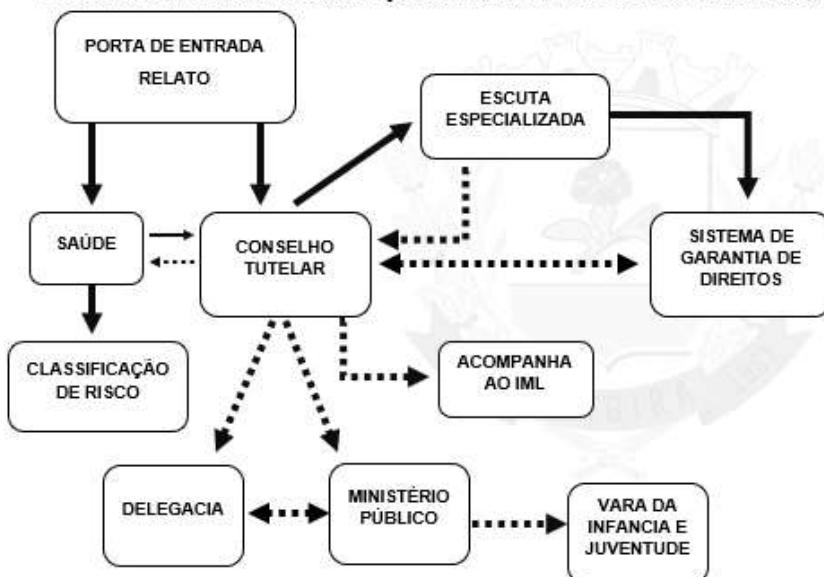 PORTA DE ENTRADA
RELATO
ESCUTA
ESPECIALIZADA
SAÚDE
CONSELHO
TUTELAR
SISTEMA DE
GARANTIA DE
DIREITOS
CLASSIFICAÇÃO
DE RISCO
ACOMPANHA
AO IML
DELEGACIA
MINISTÉRIO
PÚBLICO
VARA DA
INFANCIA E
JUVENTUDE